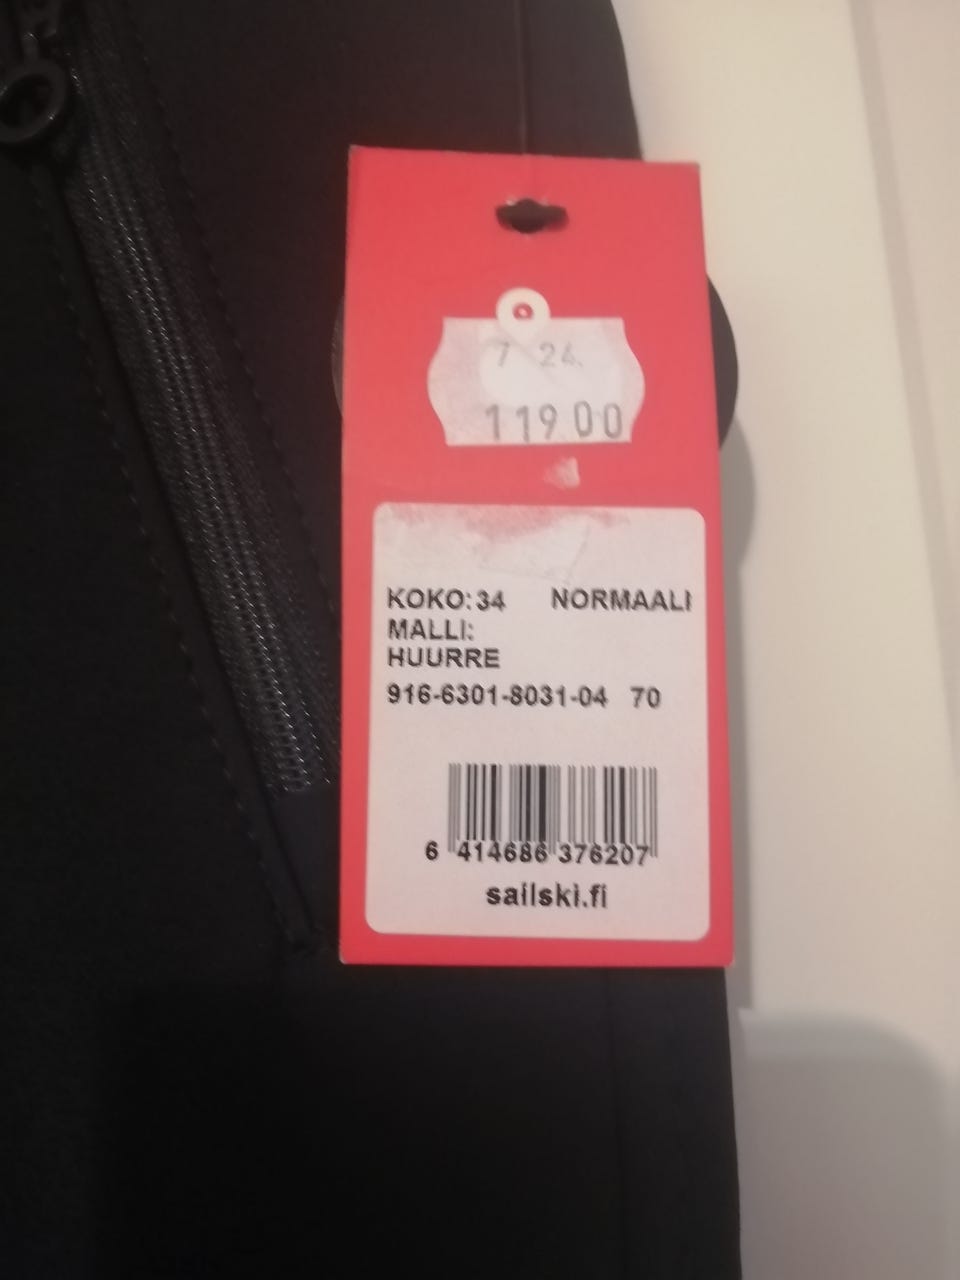 7 24.
119 00
KOKO: 34 NORMAALI
MALLI:
HUURRE
916-6301-8031-04 70
6 414686 376207
sailski.fi